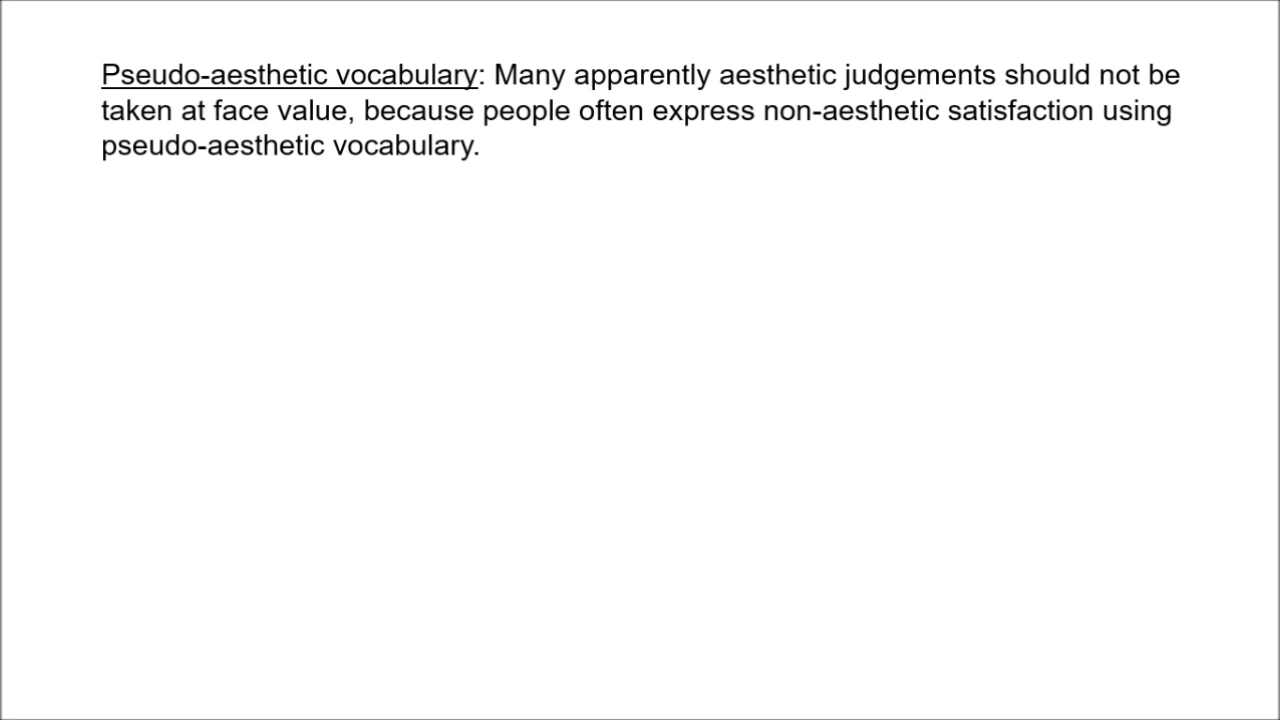 Pseudo-aesthetic vocabulary: Many apparently aesthetic judgements should not be
taken at face value, because people often express non-aesthetic satisfaction using
pseudo-aesthetic vocabulary.